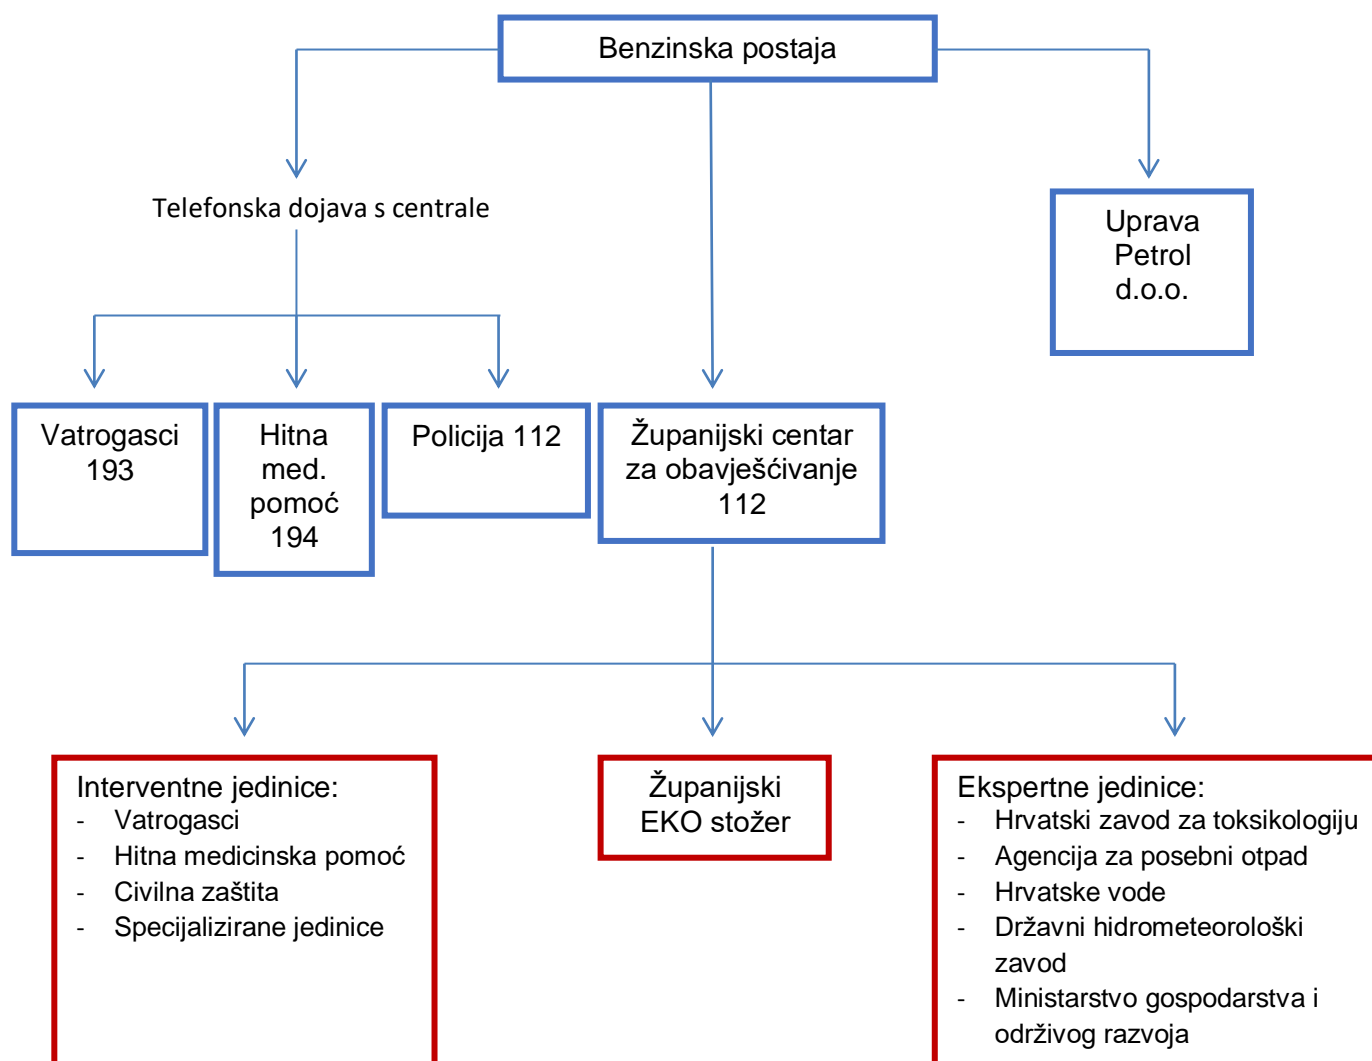 Benzinska postaja
Telefonska dojava s centrale
Uprava
Petrol
d.o.o.
Vatrogasci
193
Hitna
med.
pomoć
194
Policija 112
Županijski centar
za obavješćivanje
112
Interventne jedinice:
- Vatrogasci
- Hitna medicinska pomoć
- Civilna zaštita
- Specijalizirane jedinice
Županijski
EKO stožer
Ekspertne jedinice:
- Hrvatski zavod za toksikologiju
- Agencija za posebni otpad
- Hrvatske vode
- Državni hidrometeorološki
zavod
- Ministarstvo gospodarstva i
održivog razvoja